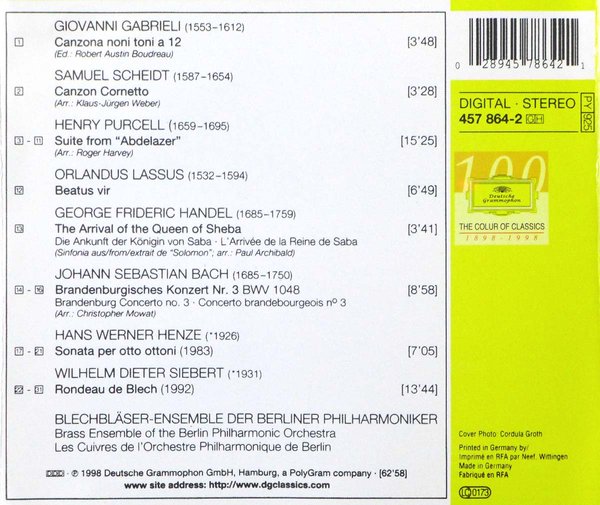 GIOVANNI GABRIELI (1553–1612)
1 Canzona noni toni a 12 [3'48]
(Ed.: Robert Austin Boudreau)
SAMUEL SCHEIDT (1587–1654)
2 Canzon Cornetto [3'28]
(Arr.: Klaus-Jürgen Weber)
HENRY PURCELL (1659–1695)
3 - 11 Suite from “Abdelazer” [15'25]
(Arr.: Roger Harvey)
ORLANDUS LASSUS (1532–1594)
12 Beatus vir [6'49]
GEORGE FRIDERIC HANDEL (1685–1759)
13 The Arrival of the Queen of Sheba [3'41]
Die Ankunft der Königin von Saba · L'Arrivée de la Reine de Saba
(Sinfonia aus/from/extrait de “Solomon”; arr.: Paul Archibald)
JOHANN SEBASTIAN BACH (1685–1750)
14 - 16 Brandenburgisches Konzert Nr. 3 BWV 1048 [8'58]
Brandenburg Concerto no. 3 · Concerto brandebourgeois nº 3
(Arr.: Christopher Mowat)
HANS WERNER HENZE (*1926)
17 - 21 Sonata per otto ottoni (1983) [7'05]
WILHELM DIETER SIEBERT (*1931)
22 - 31 Rondeau de Blech (1992) [13'44]
BLECHBLÄSER-ENSEMBLE DER BERLINER PHILHARMONIKER
Brass Ensemble of the Berlin Philharmonic Orchestra
Les Cuivres de l'Orchestre Philharmonique de Berlin
DDD · ℗ 1998 Deutsche Grammophon GmbH, Hamburg, a PolyGram company · [62'58]
www site address: http://www.dgclassics.com
0 28945 78642 1
DIGITAL · STEREO
457 864-2 GH
PY 925
100
Deutsche
Grammophon
THE COLUR OF CLASSICS
1898-1998
Cover Photo: Cordula Groth
Printed in Germany by/
Imprimé en RFA par Neef. Wittingen
Made in Germany
Fabriqué en RFA
LC 0173